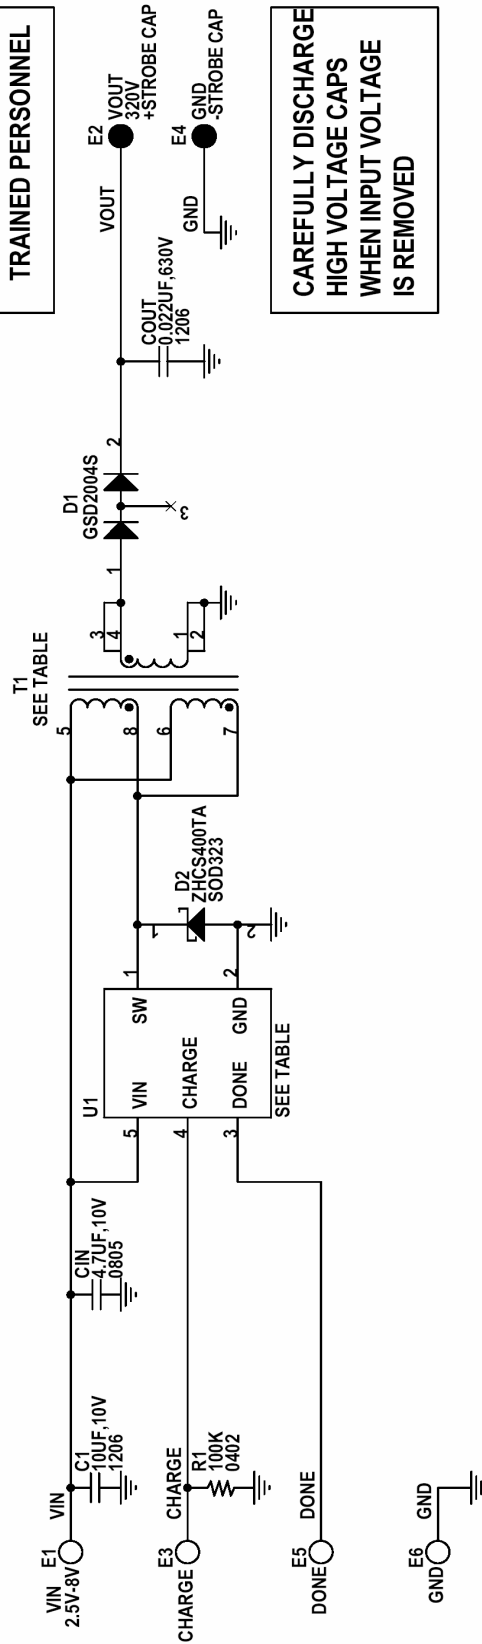 TRAINED PERSONNEL
CAREFULLY DISCHARGE
HIGH VOLTAGE CAPS
WHEN INPUT VOLTAGE
IS REMOVED
E1
VIN
2.5V-8V
VIN
C1
10UF,10V
1206
CIN
4.7UF,10V
0805
E3
CHARGE
CHARGE
R1
100K
0402
E5
DONE
DONE
E6
GND
GND
U1
5
VIN
4
CHARGE
3
DONE
SW
1
GND
2
SEE TABLE
D2
ZHCS400TA
SOD323
1
2
T1
SEE TABLE
5
8
6
7
3
4
1
2
D1
GSD2004S
1
2
3
COUT
0.022UF,630V
1206
VOUT
E2
VOUT
320V
+STROBE CAP
GND
E4
GND
-STROBE CAP